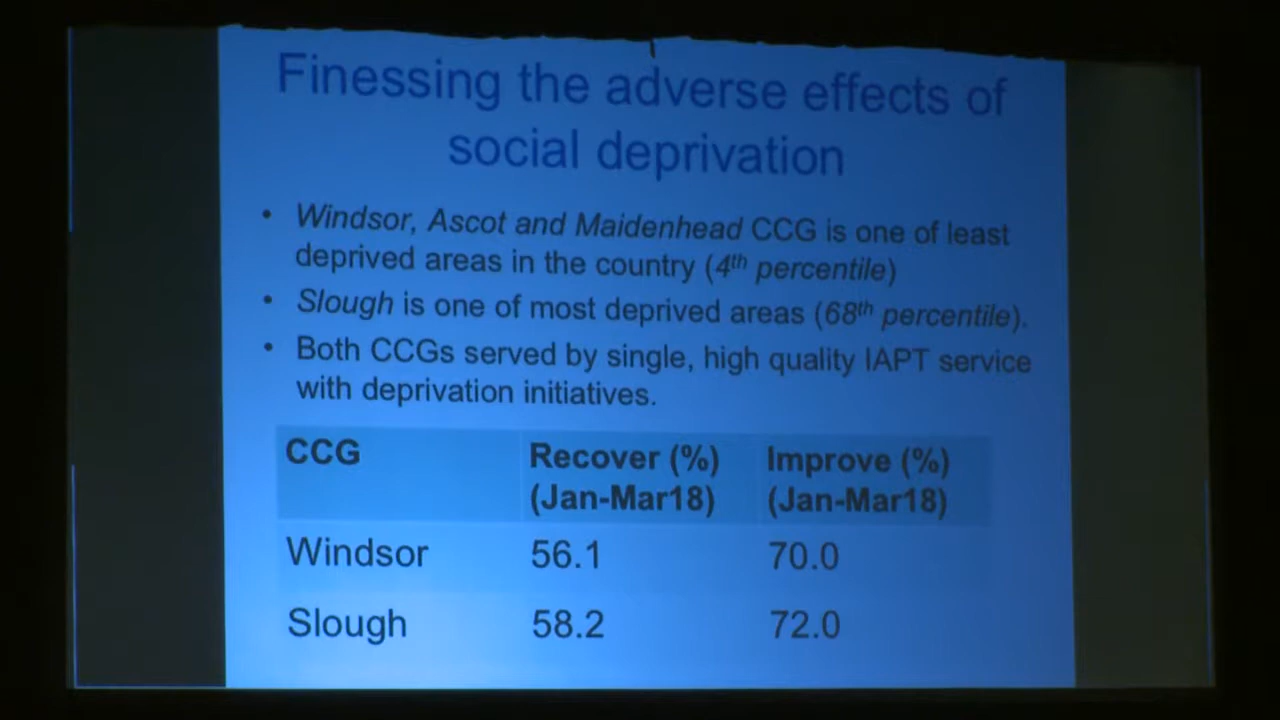 Finessing the adverse effects of
social deprivation
• Windsor, Ascot and Maidenhead CCG is one of least
deprived areas in the country (4th percentile)
• Slough is one of most deprived areas (68th percentile).
• Both CCGs served by single, high quality IAPT service
with deprivation initiatives.
CCG Recover (%) Improve (%)
(Jan-Mar18) (Jan-Mar18)
Windsor 56.1 70.0
Slough 58.2 72.0